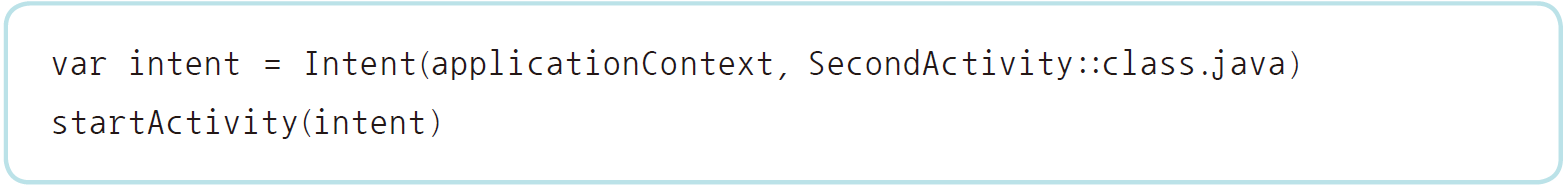 var intent = Intent(applicationContext, SecondActivity::class.java)
startActivity(intent)